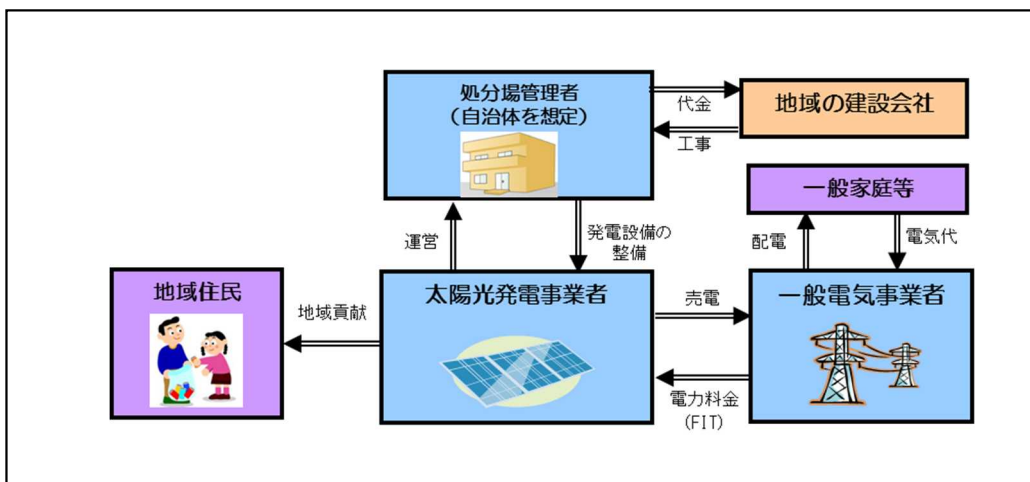 処分場管理者
（自治体を想定）
代金
工事
地域の建設会社
一般家庭等
運営
発電設備の
整備
配電
電気代
地域住民
地域貢献
太陽光発電事業者
売電
一般電気事業者
電力料金
(FIT)